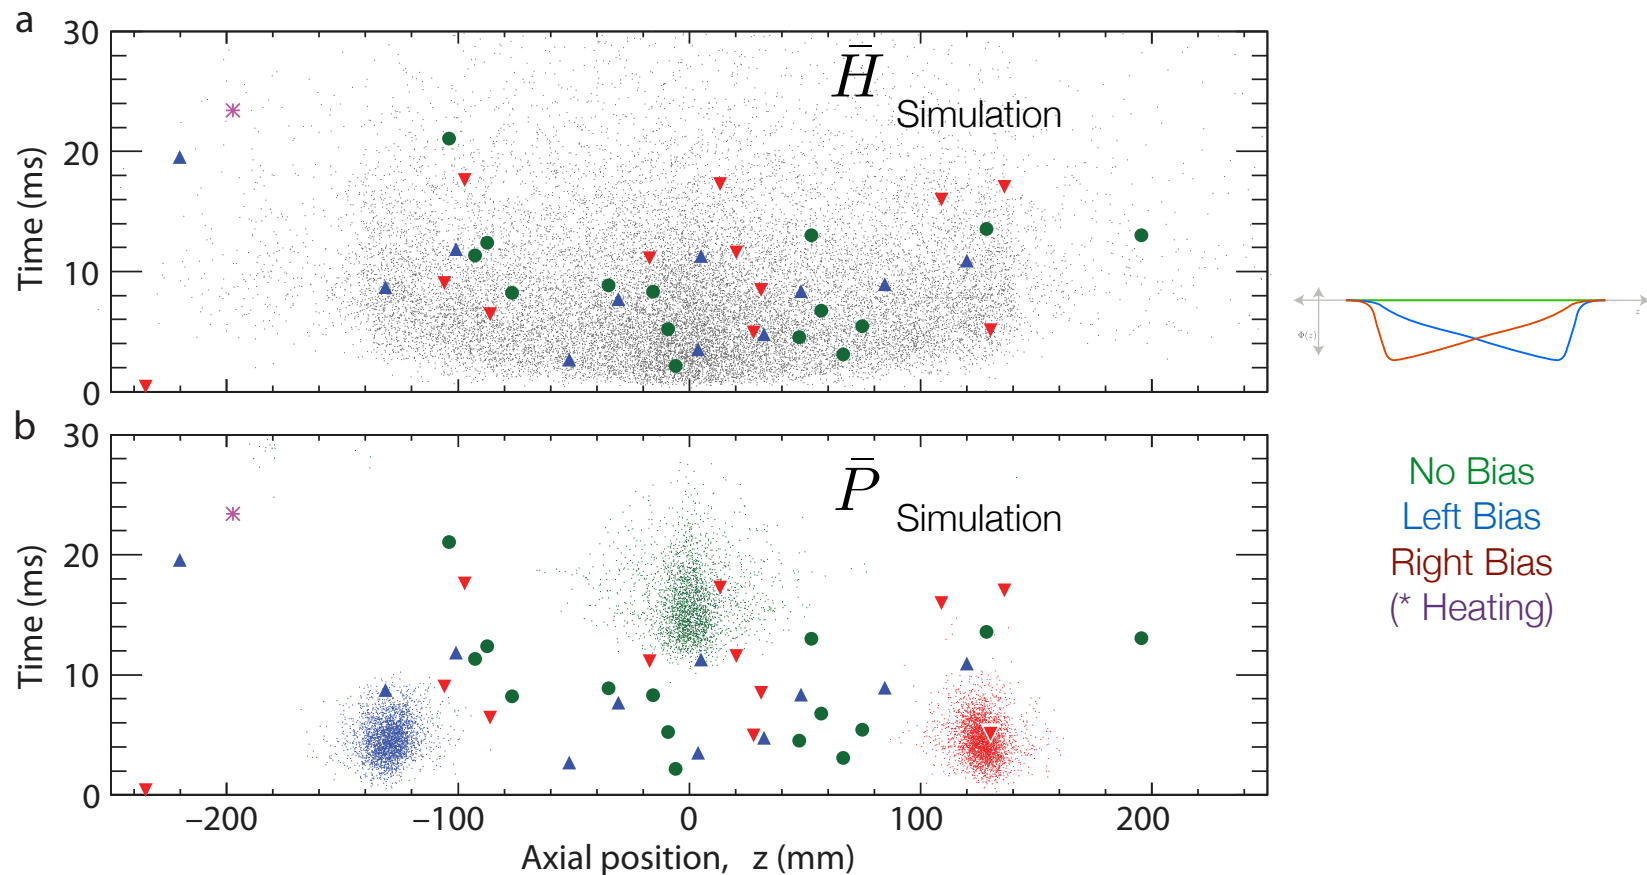 a
30
20
10
0
Time (ms)
H̄
Simulation
Φ(z)
z
b
30
20
10
0
Time (ms)
P̄
Simulation
No Bias
Left Bias
Right Bias
(* Heating)
−200
−100
0
100
200
Axial position, z (mm)